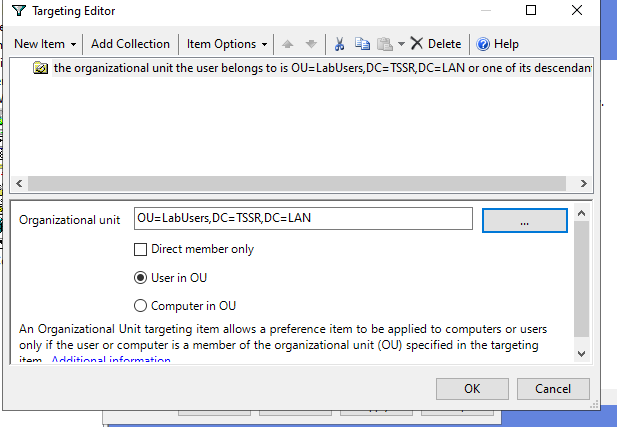 Targeting Editor
New Item Add Collection Item Options Delete Help
the organizational unit the user belongs to is OU=LabUsers,DC=TSSR,DC=LAN or one of its descendan
Organizational unit OU=LabUsers,DC=TSSR,DC=LAN ...
Direct member only
User in OU
Computer in OU
An Organizational Unit targeting item allows a preference item to be applied to computers or users
only if the user or computer is a member of the organizational unit (OU) specified in the targeting
item. Additional information
OK Cancel